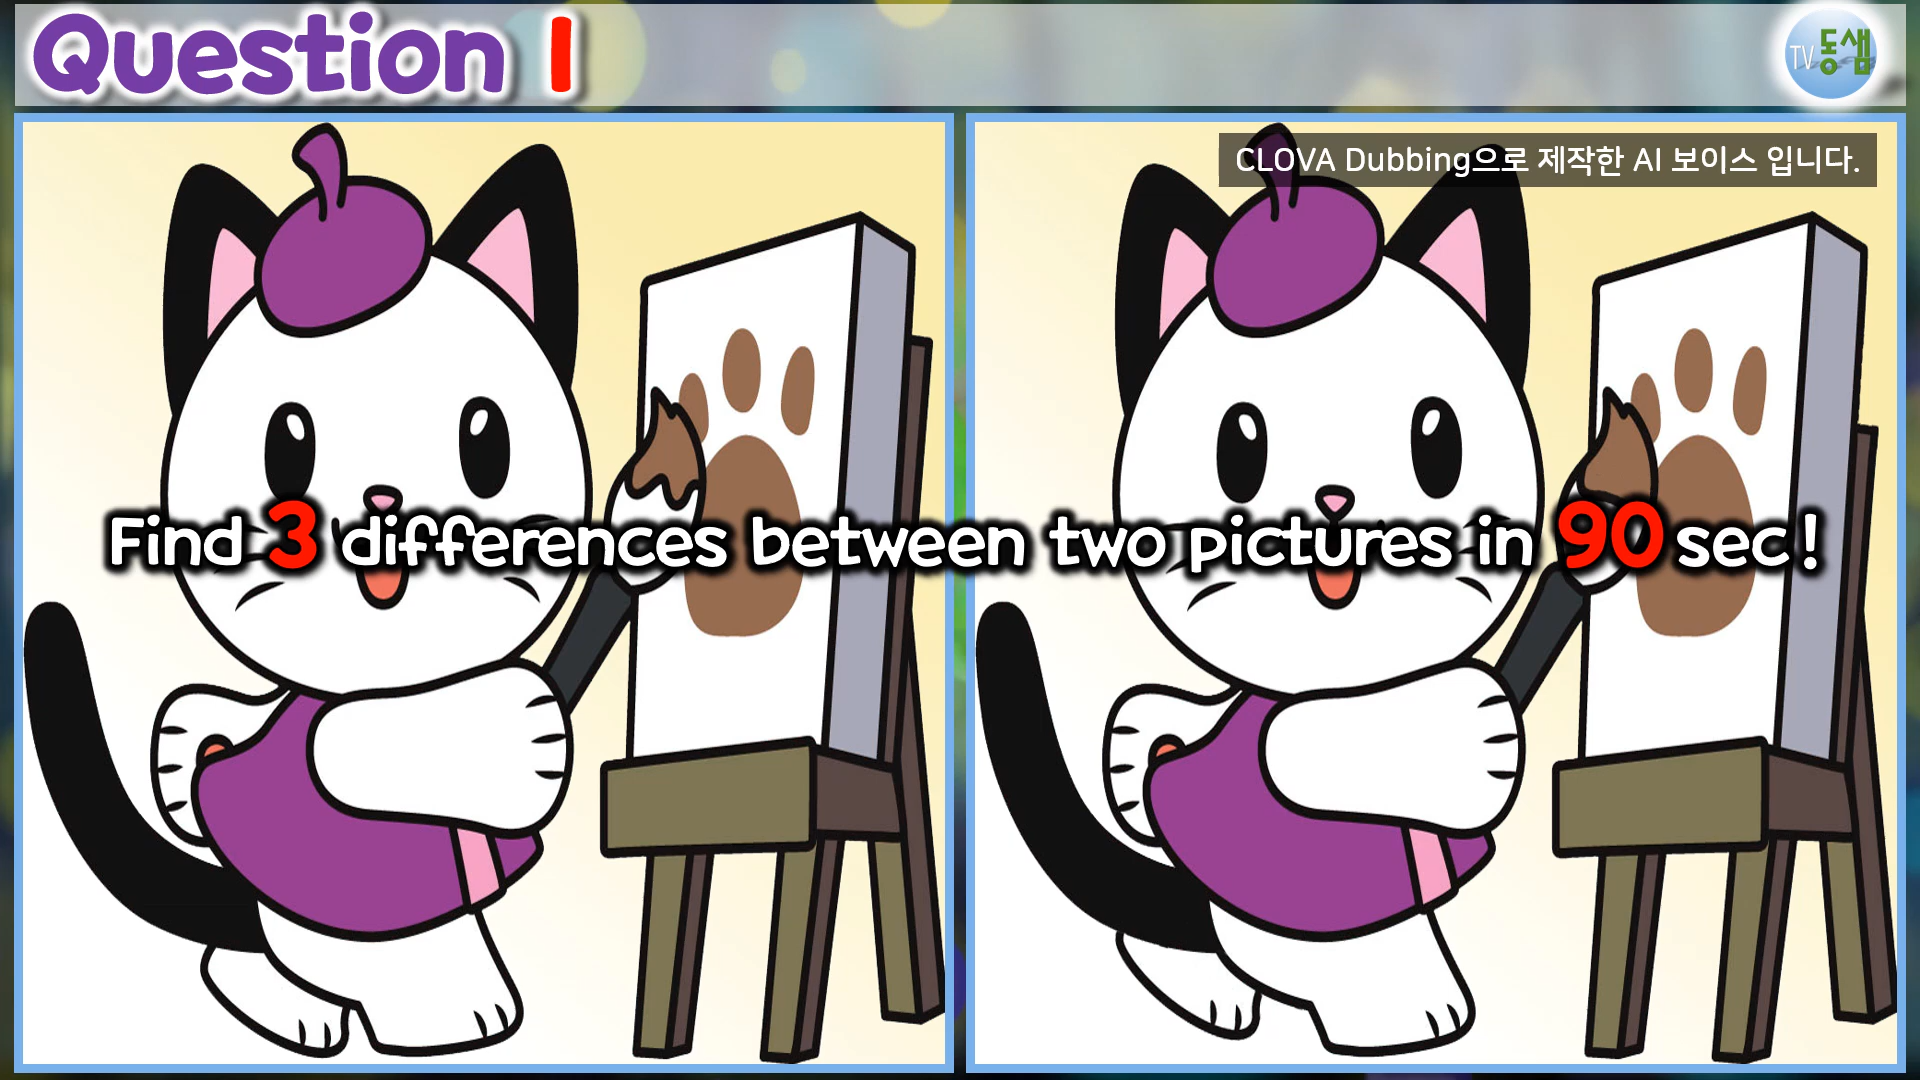 Question 1
TV동샘
CLOVA Dubbing으로 제작한 AI 보이스 입니다.
Find 3 differences between two pictures in 90 sec!